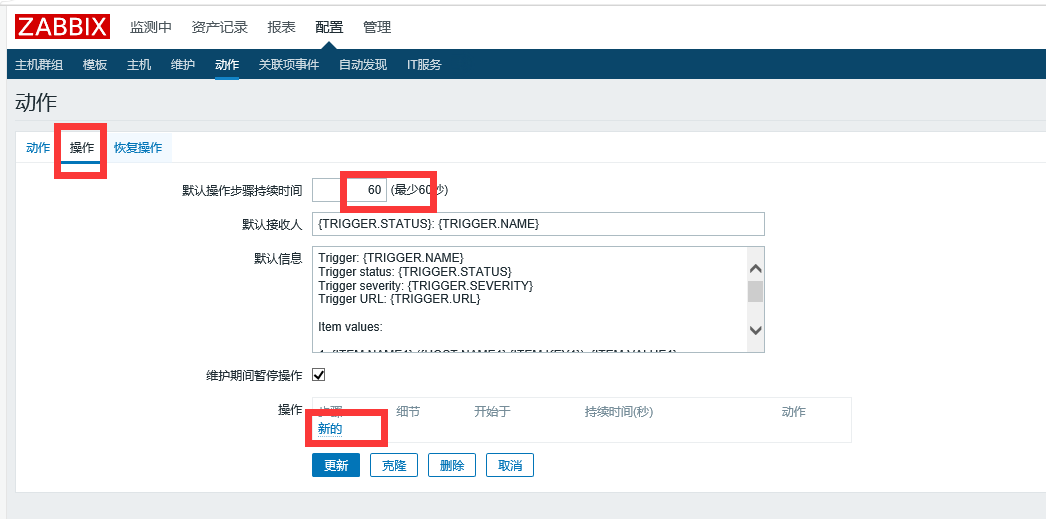 ZABBIX 监测中 资产记录 报表 配置 管理
主机群组 模板 主机 维护 动作 关联项事件 自动发现 IT服务
动作
动作 操作 恢复操作
默认操作步骤持续时间 60 (最少60秒)
默认接收人 {TRIGGER.STATUS}: {TRIGGER.NAME}
默认信息 Trigger: {TRIGGER.NAME}
Trigger status: {TRIGGER.STATUS}
Trigger severity: {TRIGGER.SEVERITY}
Trigger URL: {TRIGGER.URL}
Item values:
维护期间暂停操作
操作 步骤 细节 开始于 持续时间(秒) 动作
新的
更新 克隆 删除 取消